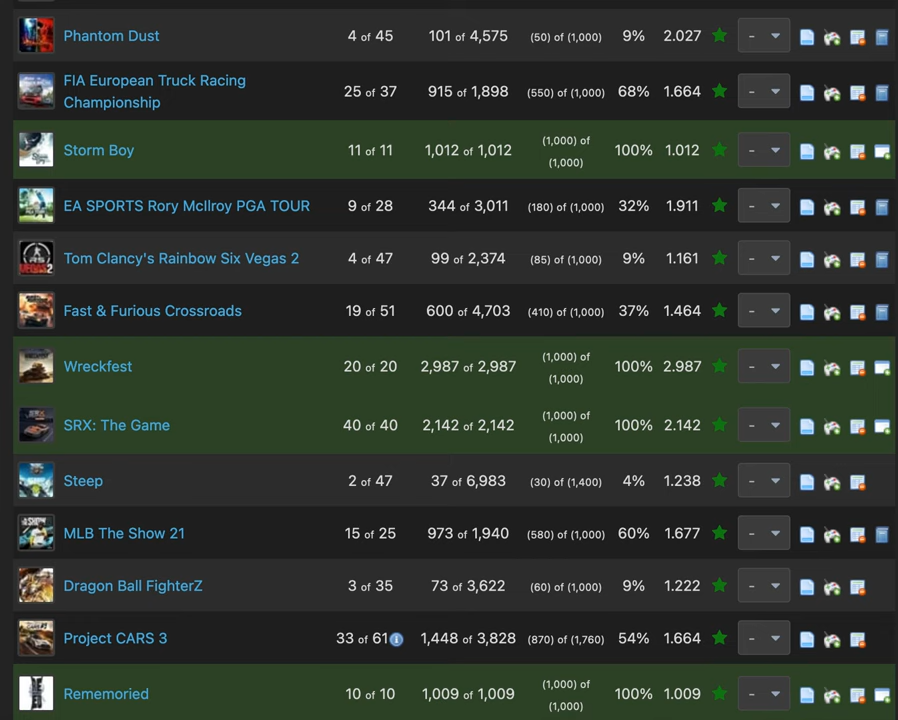 Phantom Dust 4 of 45 101 of 4,575 (50) of (1,000) 9% 2.027 -
FIA European Truck Racing
Championship 25 of 37 915 of 1,898 (550) of (1,000) 68% 1.664 -
Storm Boy 11 of 11 1,012 of 1,012 (1,000) of
(1,000) 100% 1.012 -
EA SPORTS Rory McIlroy PGA TOUR 9 of 28 344 of 3,011 (180) of (1,000) 32% 1.911 -
Tom Clancy's Rainbow Six Vegas 2 4 of 47 99 of 2,374 (85) of (1,000) 9% 1.161 -
Fast & Furious Crossroads 19 of 51 600 of 4,703 (410) of (1,000) 37% 1.464 -
Wreckfest 20 of 20 2,987 of 2,987 (1,000) of
(1,000) 100% 2.987 -
SRX: The Game 40 of 40 2,142 of 2,142 (1,000) of
(1,000) 100% 2.142 -
Steep 2 of 47 37 of 6,983 (30) of (1,400) 4% 1.238 -
MLB The Show 21 15 of 25 973 of 1,940 (580) of (1,000) 60% 1.677 -
Dragon Ball FighterZ 3 of 35 73 of 3,622 (60) of (1,000) 9% 1.222 -
Project CARS 3 33 of 61 1,448 of 3,828 (870) of (1,760) 54% 1.664 -
Rememoried 10 of 10 1,009 of 1,009 (1,000) of
(1,000) 100% 1.009 -